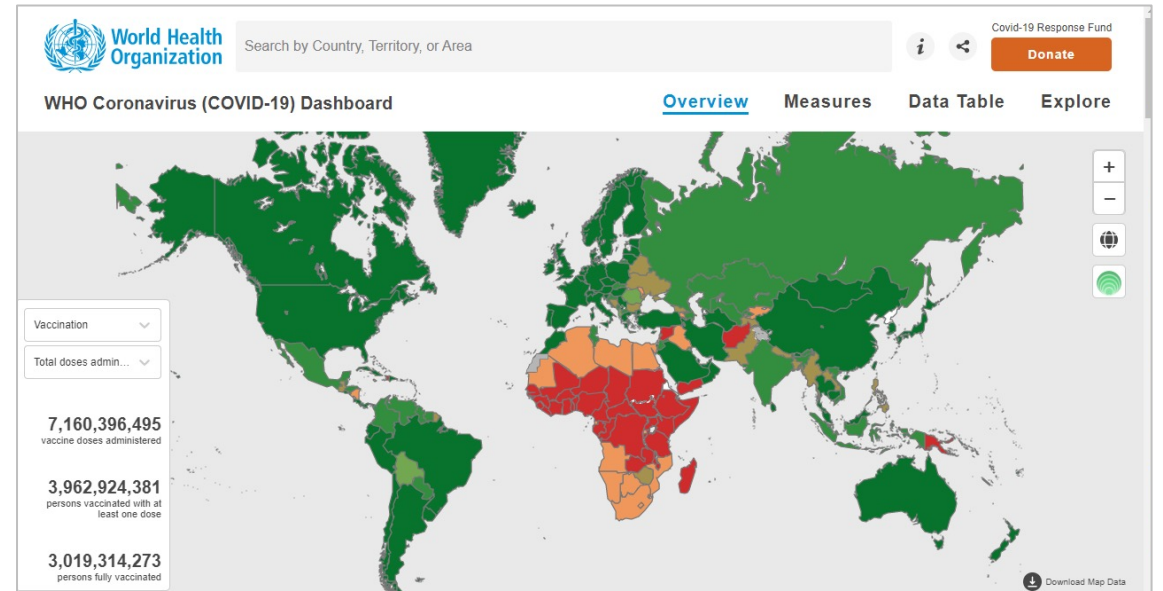 World Health
Organization
Search by Country, Territory, or Area
i
Covid-19 Response Fund
Donate
WHO Coronavirus (COVID-19) Dashboard
Overview
Measures
Data Table
Explore
+
−
Vaccination
Total doses admin...
7,160,396,495
vaccine doses administered
3,962,924,381
persons vaccinated with at
least one dose
3,019,314,273
persons fully vaccinated
Download Map Data